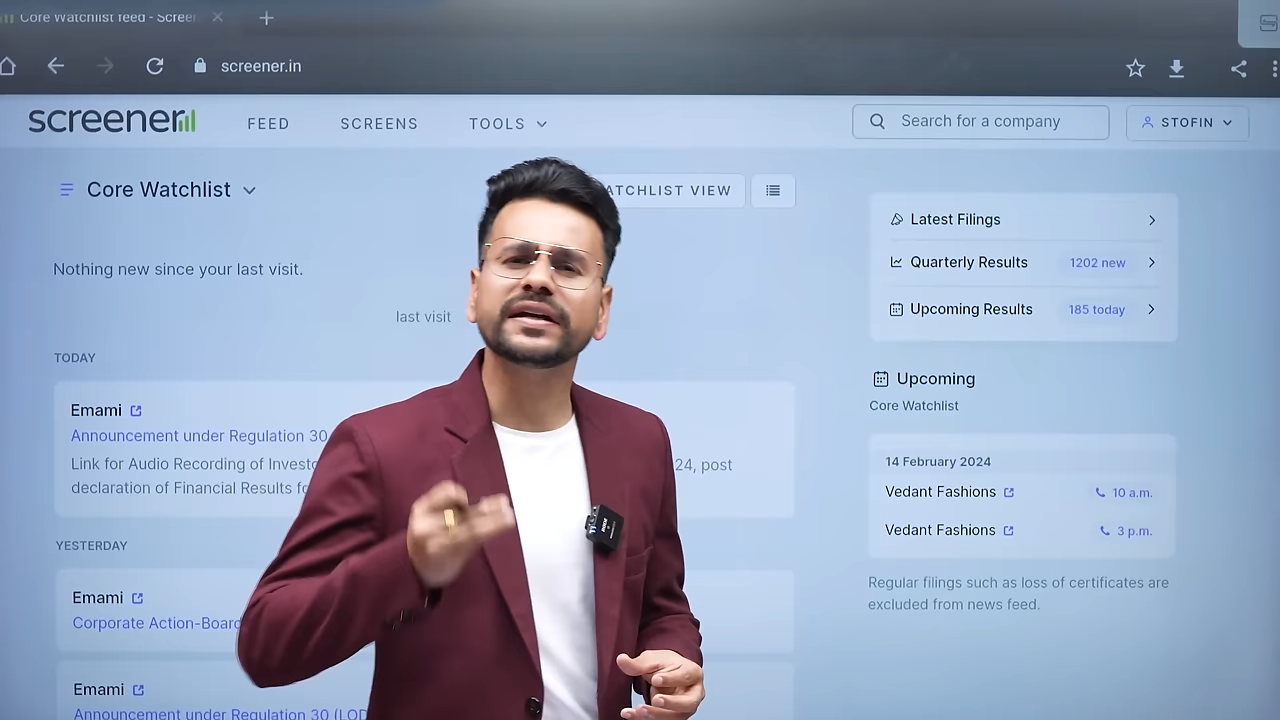 Core Watchlist feed - Screen
screener.in
screener
FEED
SCREENS
TOOLS
Search for a company
STOFIN
Core Watchlist
ATCHLIST VIEW
Nothing new since your last visit.
last visit
TODAY
Emami
Announcement under Regulation 30
Link for Audio Recording of Investo
24, post
declaration of Financial Results fo
YESTERDAY
Emami
Corporate Action-Board
Emami
Announcement under Regulation 30 (LOD
Latest Filings
Quarterly Results
1202 new
Upcoming Results
185 today
Upcoming
Core Watchlist
14 February 2024
Vedant Fashions
10 a.m.
Vedant Fashions
3 p.m.
Regular filings such as loss of certificates are
excluded from news feed.